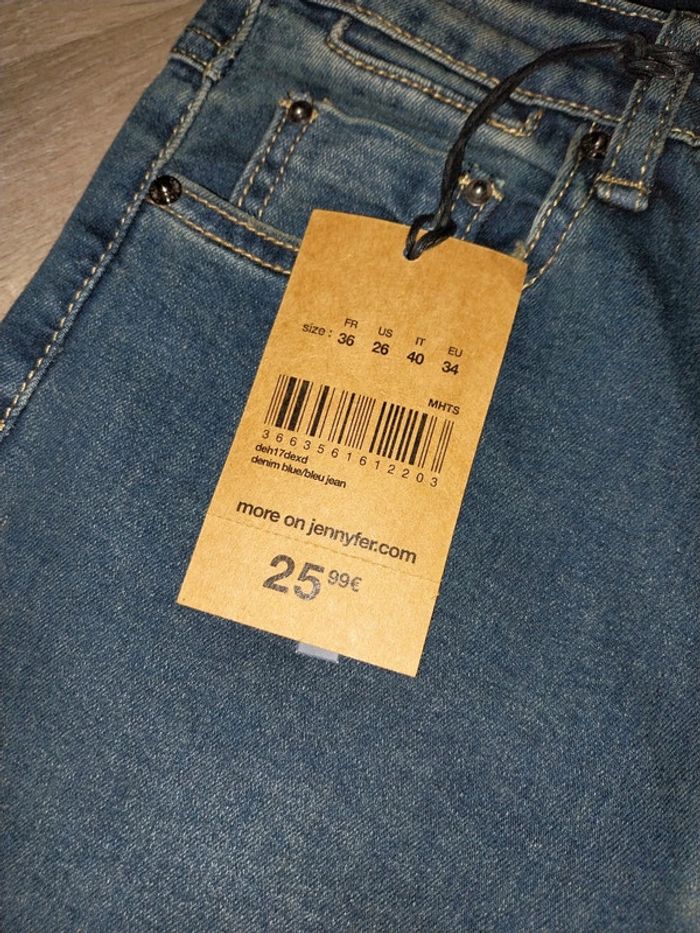 size : FR 36 US 26 IT 40 EU 34
MHTS
3663561612203
deh17dexd
denim blue/bleu jean
more on jennyfer.com
25 99€